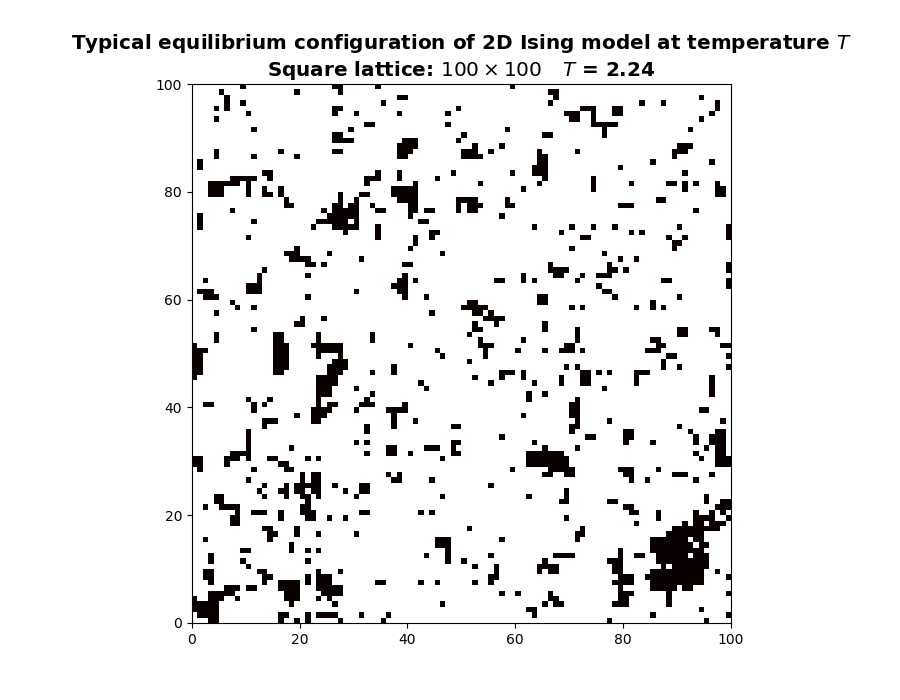 Typical equilibrium configuration of 2D Ising model at temperature T
Square lattice: 100 × 100 T = 2.24
100
80
60
40
20
0
0 20 40 60 80 100